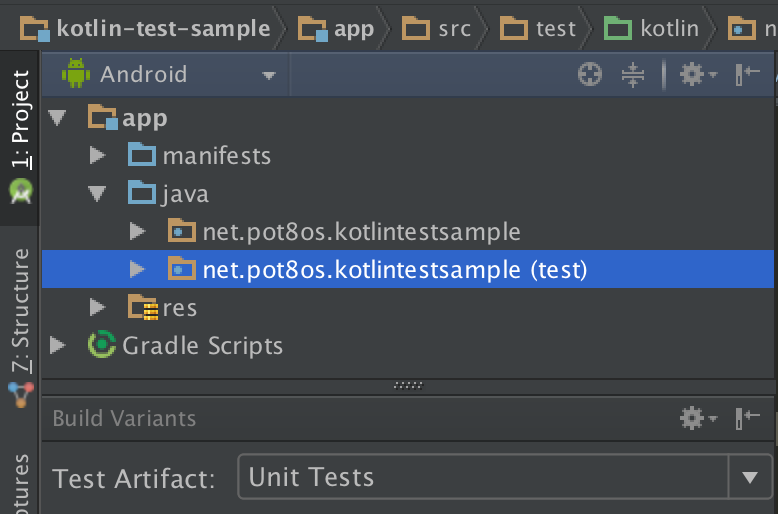 kotlin-test-sample app src test kotlin n
1: Project
Android
app
manifests
java
net.pot8os.kotlintestsample
net.pot8os.kotlintestsample (test)
res
Gradle Scripts
7: Structure
Build Variants
ptures
Test Artifact: Unit Tests